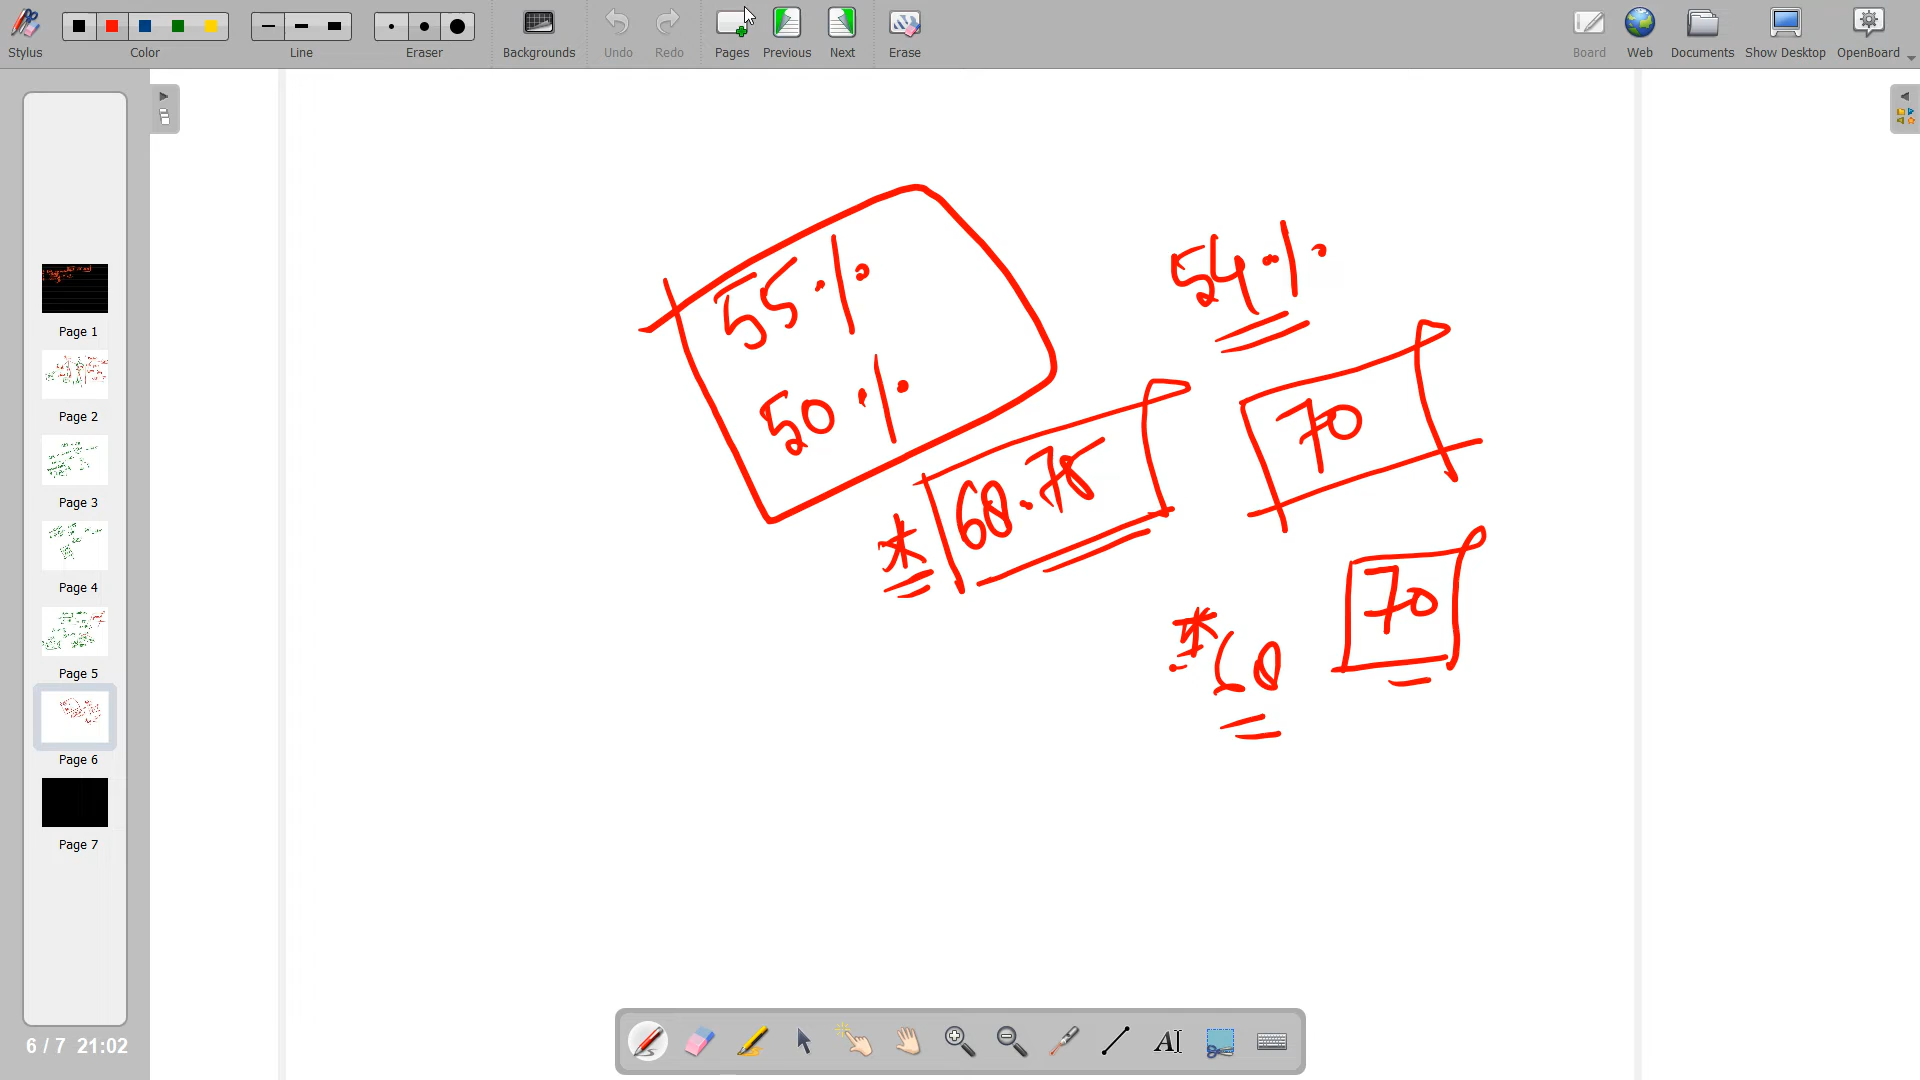 Stylus
Color
Line
Eraser
Backgrounds
Undo
Redo
Pages
Previous
Next
Erase
Board
Web
Documents
Show Desktop
OpenBoard
Page 1
Page 2
Page 3
Page 4
Page 5
Page 6
Page 7
6 / 7 21:02
55 %
50 %
54 %
70
* 68.75
70
* 60